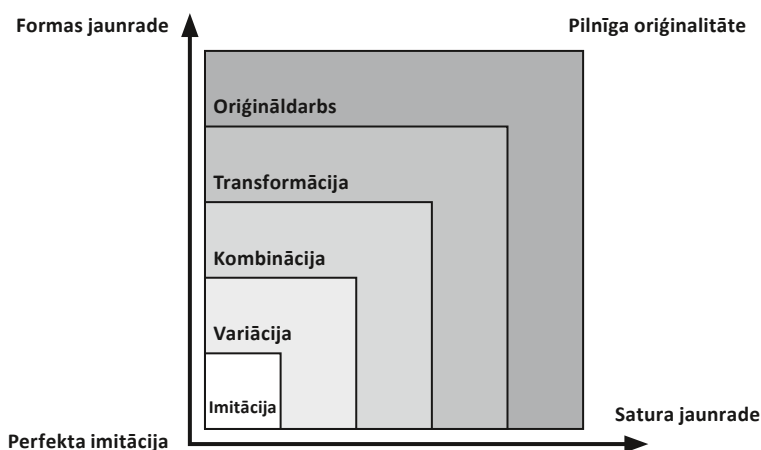 Formas jaunrade
Pilnīga oriģinalitāte
Oriģināldarbs
Transformācija
Kombinācija
Variācija
Imitācija
Satura jaunrade
Perfekta imitācija